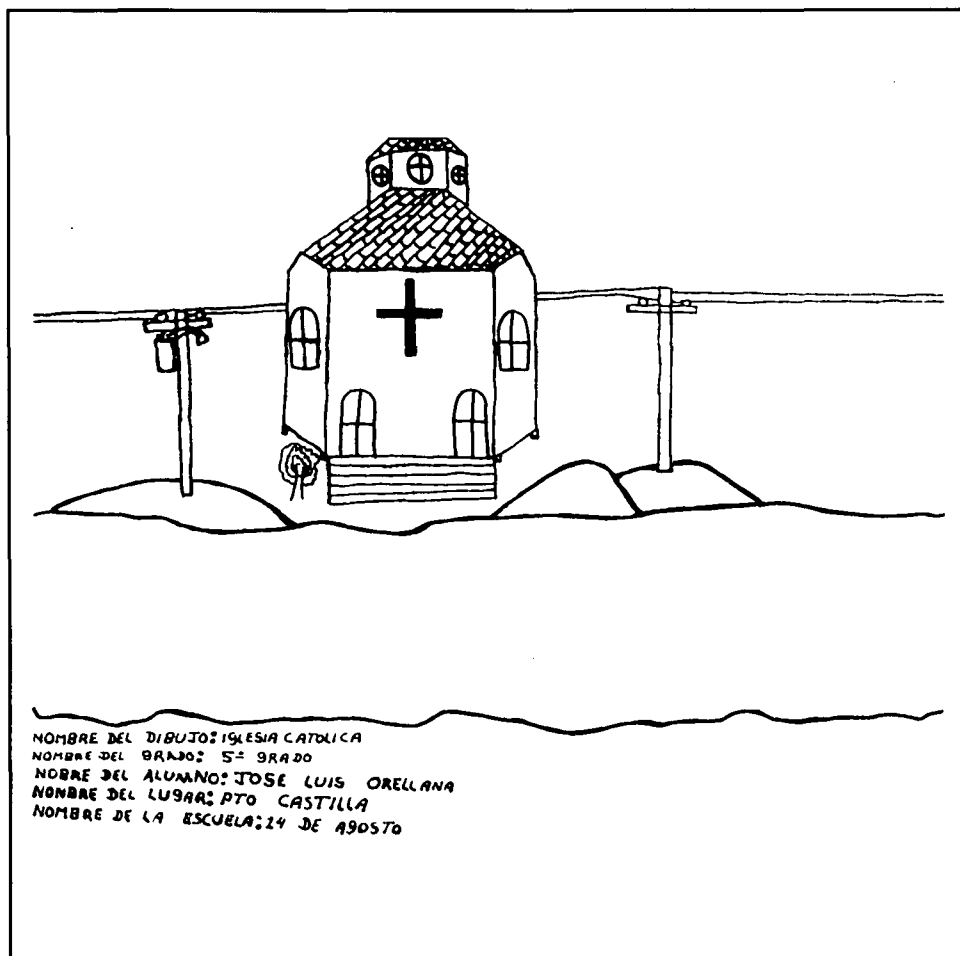 NOMBRE DEL DIBUJO: IGLESIA CATOLICA
NOMBRE DEL GRADO: 5º GRADO
NOBRE DEL ALUMNO: JOSE LUIS ORELLANA
NONBRE DEL LUGAR: PTO CASTILLA
NOMBRE DE LA ESCUELA: 14 DE AGOSTO